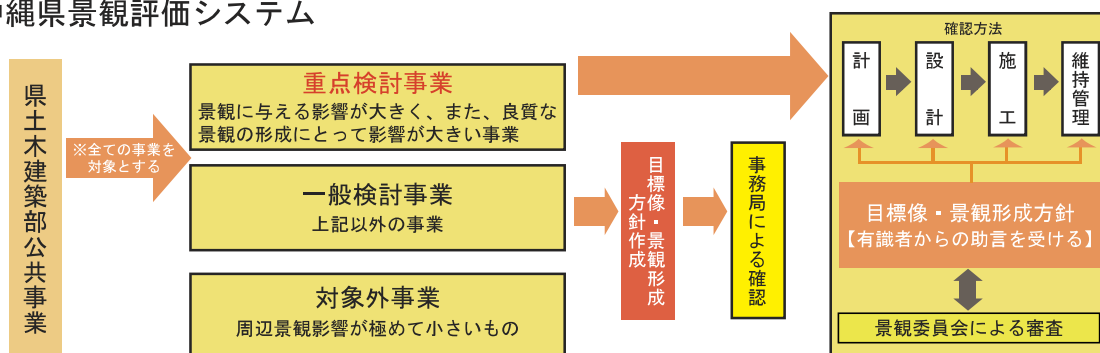 沖縄県景観評価システム
県土木建築部公共事業
※全ての事業を
対象とする
重点検討事業
景観に与える影響が大きく、また、良質な
景観の形成にとって影響が大きい事業
一般検討事業
上記以外の事業
対象外事業
周辺景観影響が極めて小さいもの
目標像・景観形成
方針作成
事務局による確認
確認方法
計画
設計
施工
維持管理
目標像・景観形成方針
【有識者からの助言を受ける】
景観委員会による審査